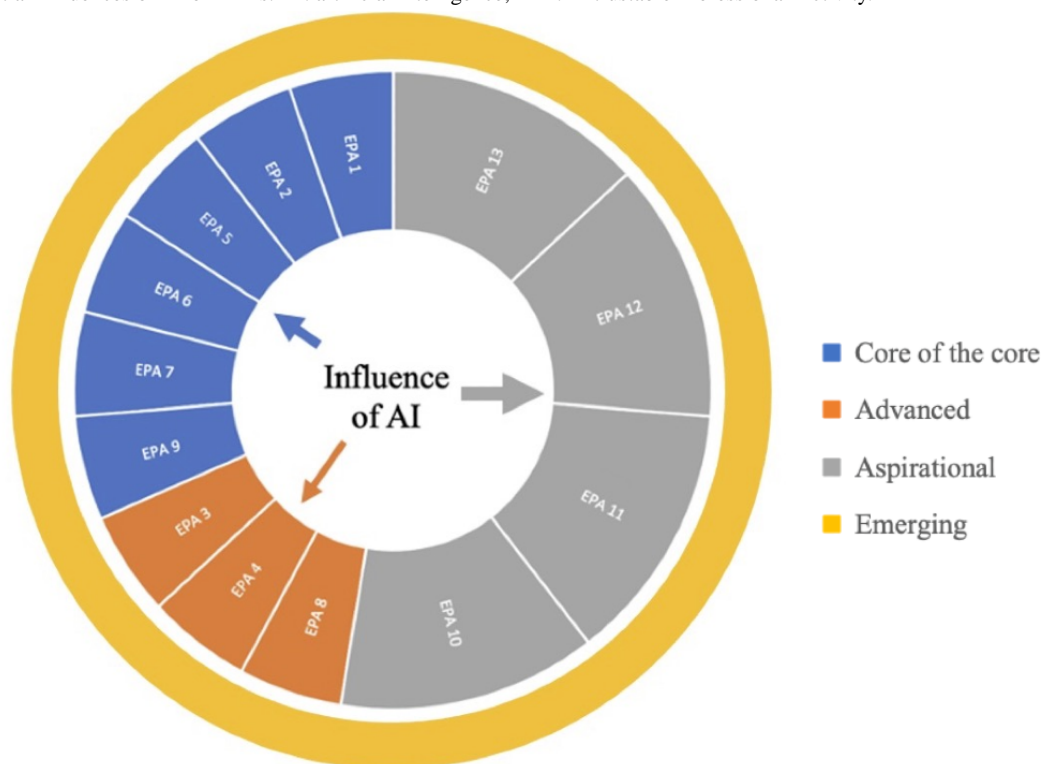 EPA 1
EPA 13
EPA 2
EPA 5
EPA 12
EPA 6
EPA 7
EPA 9
EPA 11
EPA 3
EPA 4
EPA 8
EPA 10
Influence
of AI
Core of the core
Advanced
Aspirational
Emerging